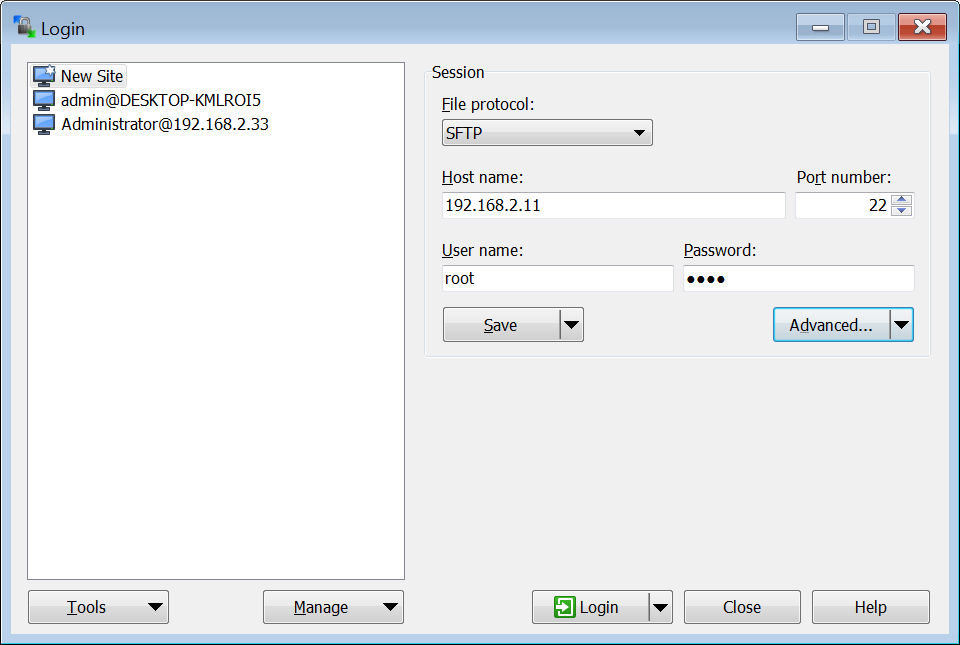 Login
New Site
admin@DESKTOP-KMLROI5
Administrator@192.168.2.33
Session
File protocol:
SFTP
Host name: Port number:
192.168.2.11 22
User name: Password:
root ●●●●
Save Advanced...
Tools Manage Login Close Help